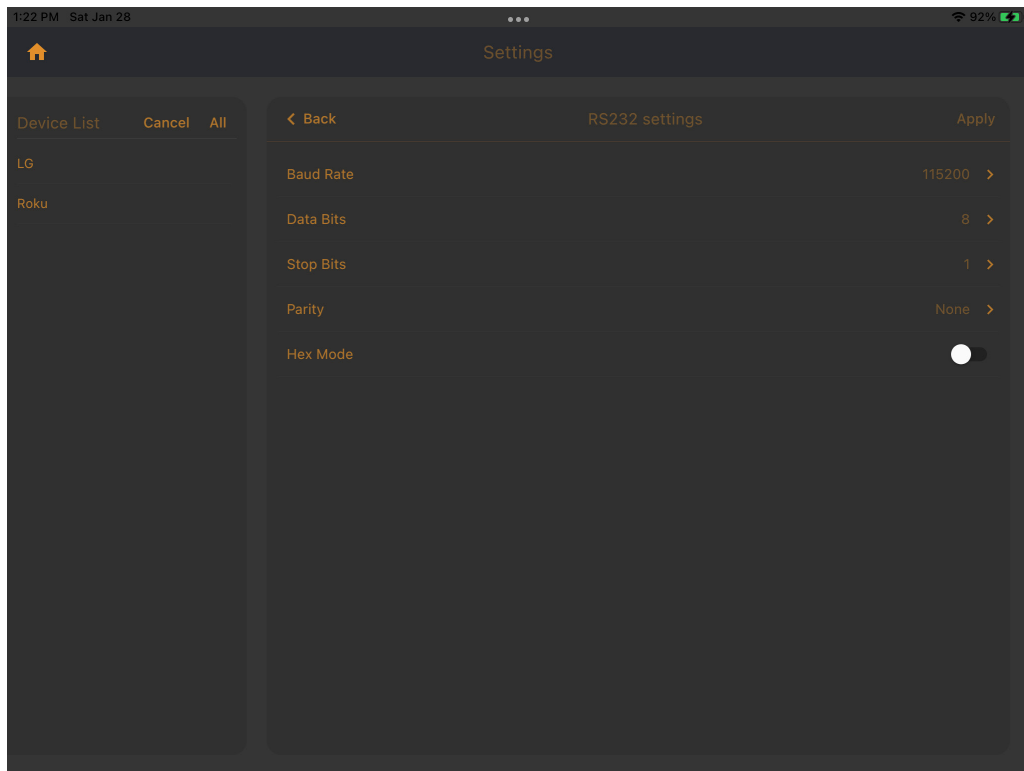 1:22 PM Sat Jan 28
92%
Settings
Device List Cancel All
LG
Roku
Back RS232 settings Apply
Baud Rate 115200
Data Bits 8
Stop Bits 1
Parity None
Hex Mode